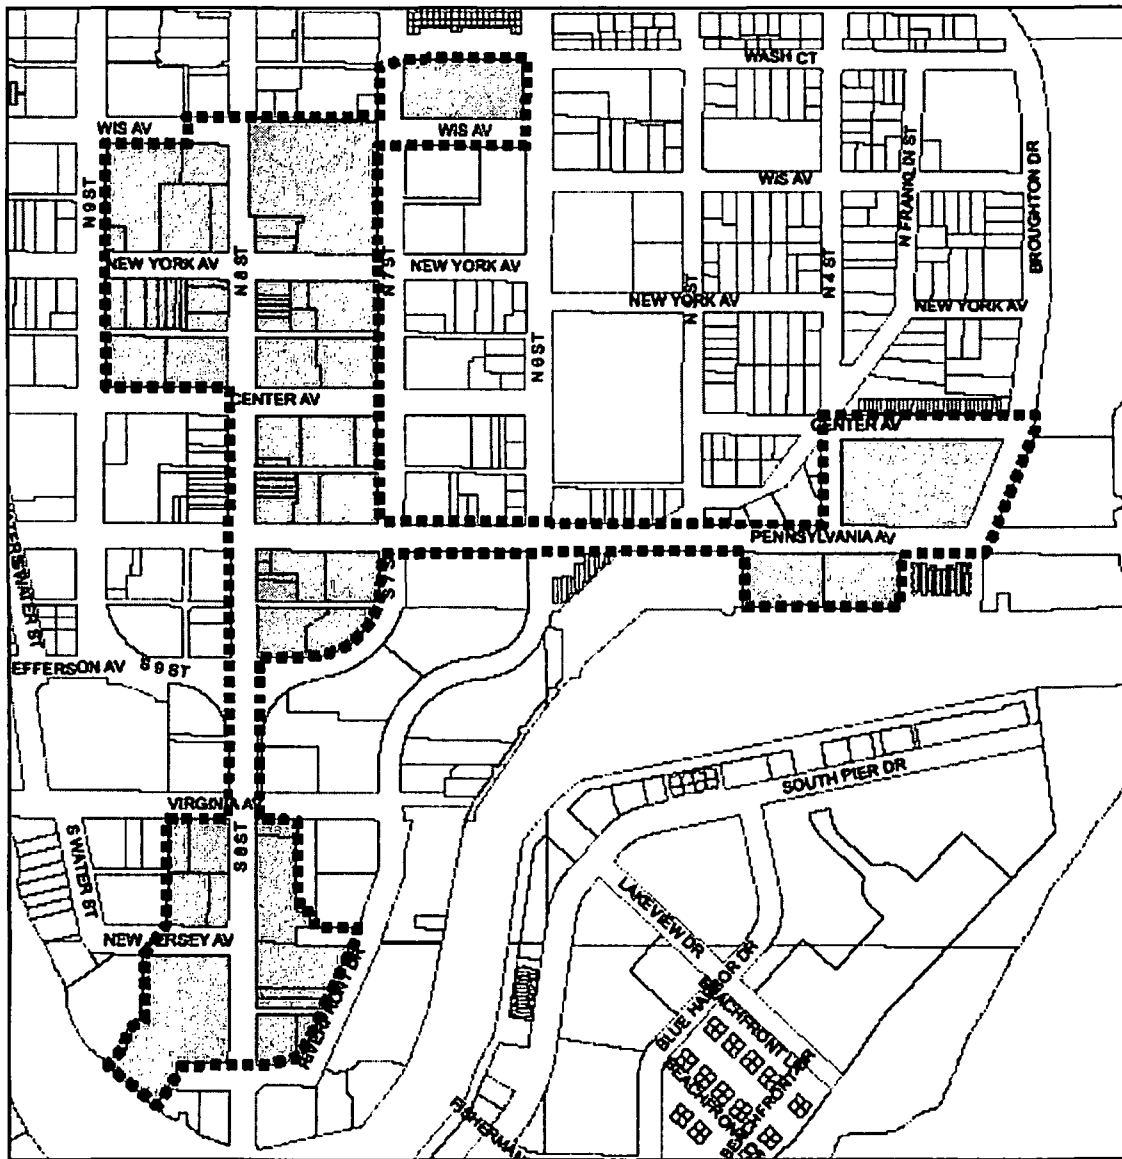 WASH CT
WIS AV
WIS AV
N FRANKLIN ST
BROUGHTON DR
WIS AV
N 9 ST
N 8 ST
N 7 ST
N 4 ST
NEW YORK AV
NEW YORK AV
NEW YORK AV
NEW YORK AV
N 6 ST
CENTER AV
CENTER AV
PENNSYLVANIA AV
S 7 ST
WATER ST
EFFERSON AV
S 9 ST
SOUTH PIER DR
VIRGINIA AV
S 8 ST
S WATER ST
LAKEVIEW DR
NEW JERSEY AV
RIVERFRONT DR
BLUE HARBOR DR
BEACHFRONT
BEACHFRONT
FISHERMAN